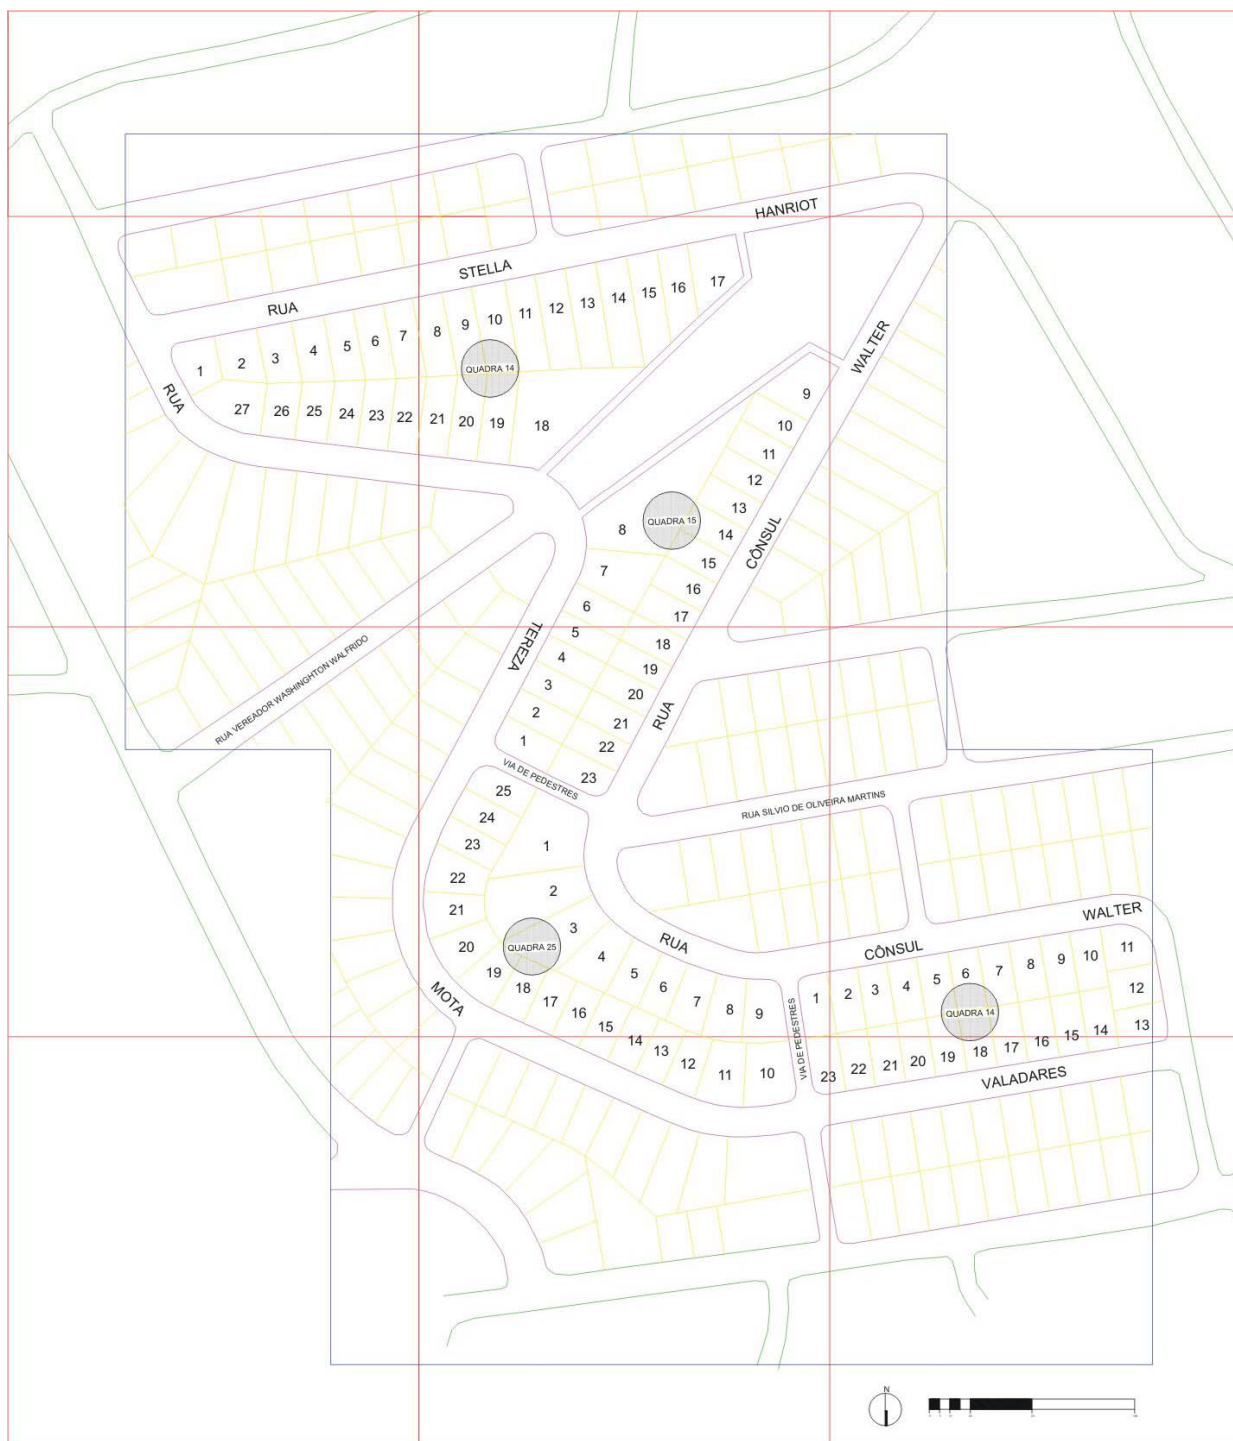 HANRIOT
STELLA
RUA
1 2 3 4 5 6 7 8 9 10 11 12 13 14 15 16 17
QUADRA 14
RUA
27 26 25 24 23 22 21 20 19 18
WALTER
9
10
11
12
13
14
15
16
17
18
19
20
21
22
23
QUADRA 15
8
7
6
5
4
3
2
1
CÔNSUL
RUA
TEREZA
RUA VEREADOR WASHINGHTON WALFRIDO
VIA DE PEDESTRES
RUA SILVIO DE OLIVEIRA MARTINS
25
24
23
22
21
20
19
18
17
16
15
14
13
12
11
10
1
2
3
4
5
6
7
8
9
QUADRA 25
RUA
CÔNSUL
WALTER
MOTA
VIA DE PEDESTRES
1 2 3 4 5 6 7 8 9 10 11
12
QUADRA 14
23 22 21 20 19 18 17 16 15 14 13
VALADARES
N